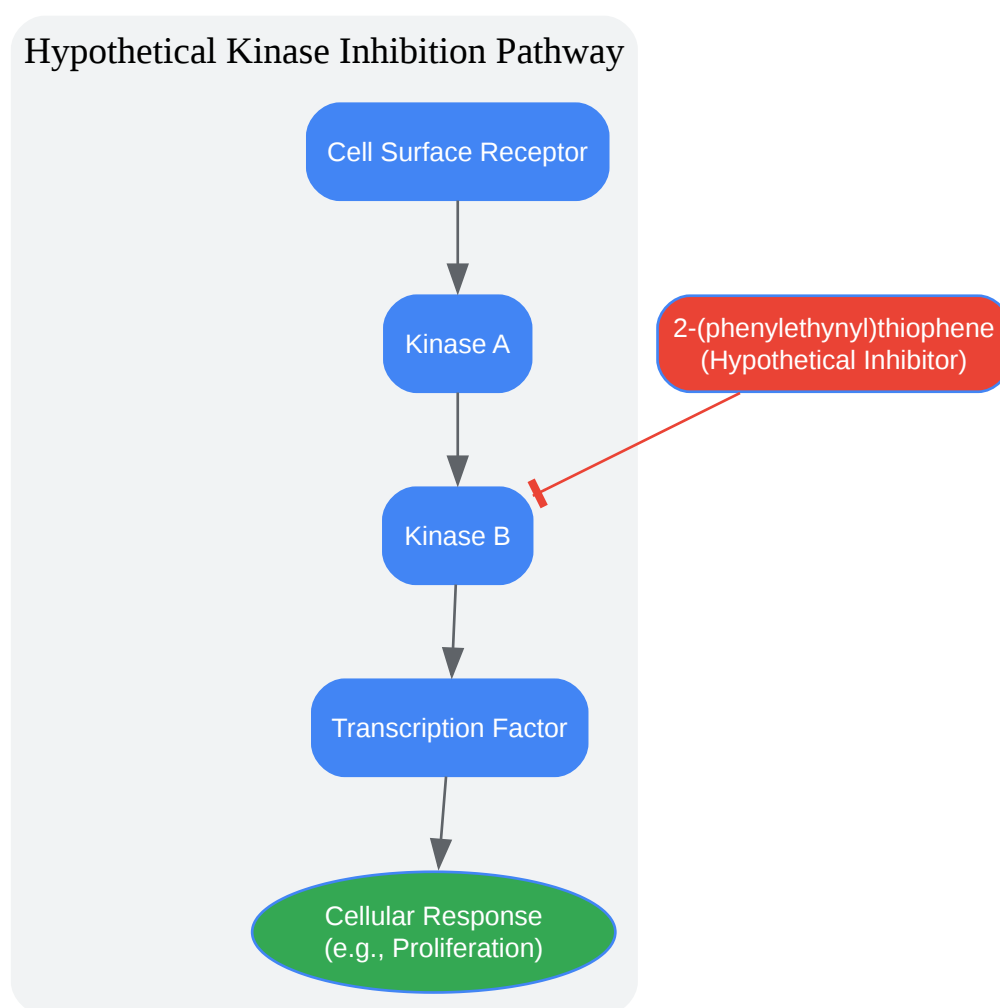 Hypothetical Kinase Inhibition Pathway
Cell Surface Receptor
Kinase A
2-(phenylethynyl)thiophene
(Hypothetical Inhibitor)
Kinase B
Transcription Factor
Cellular Response
(e.g., Proliferation)